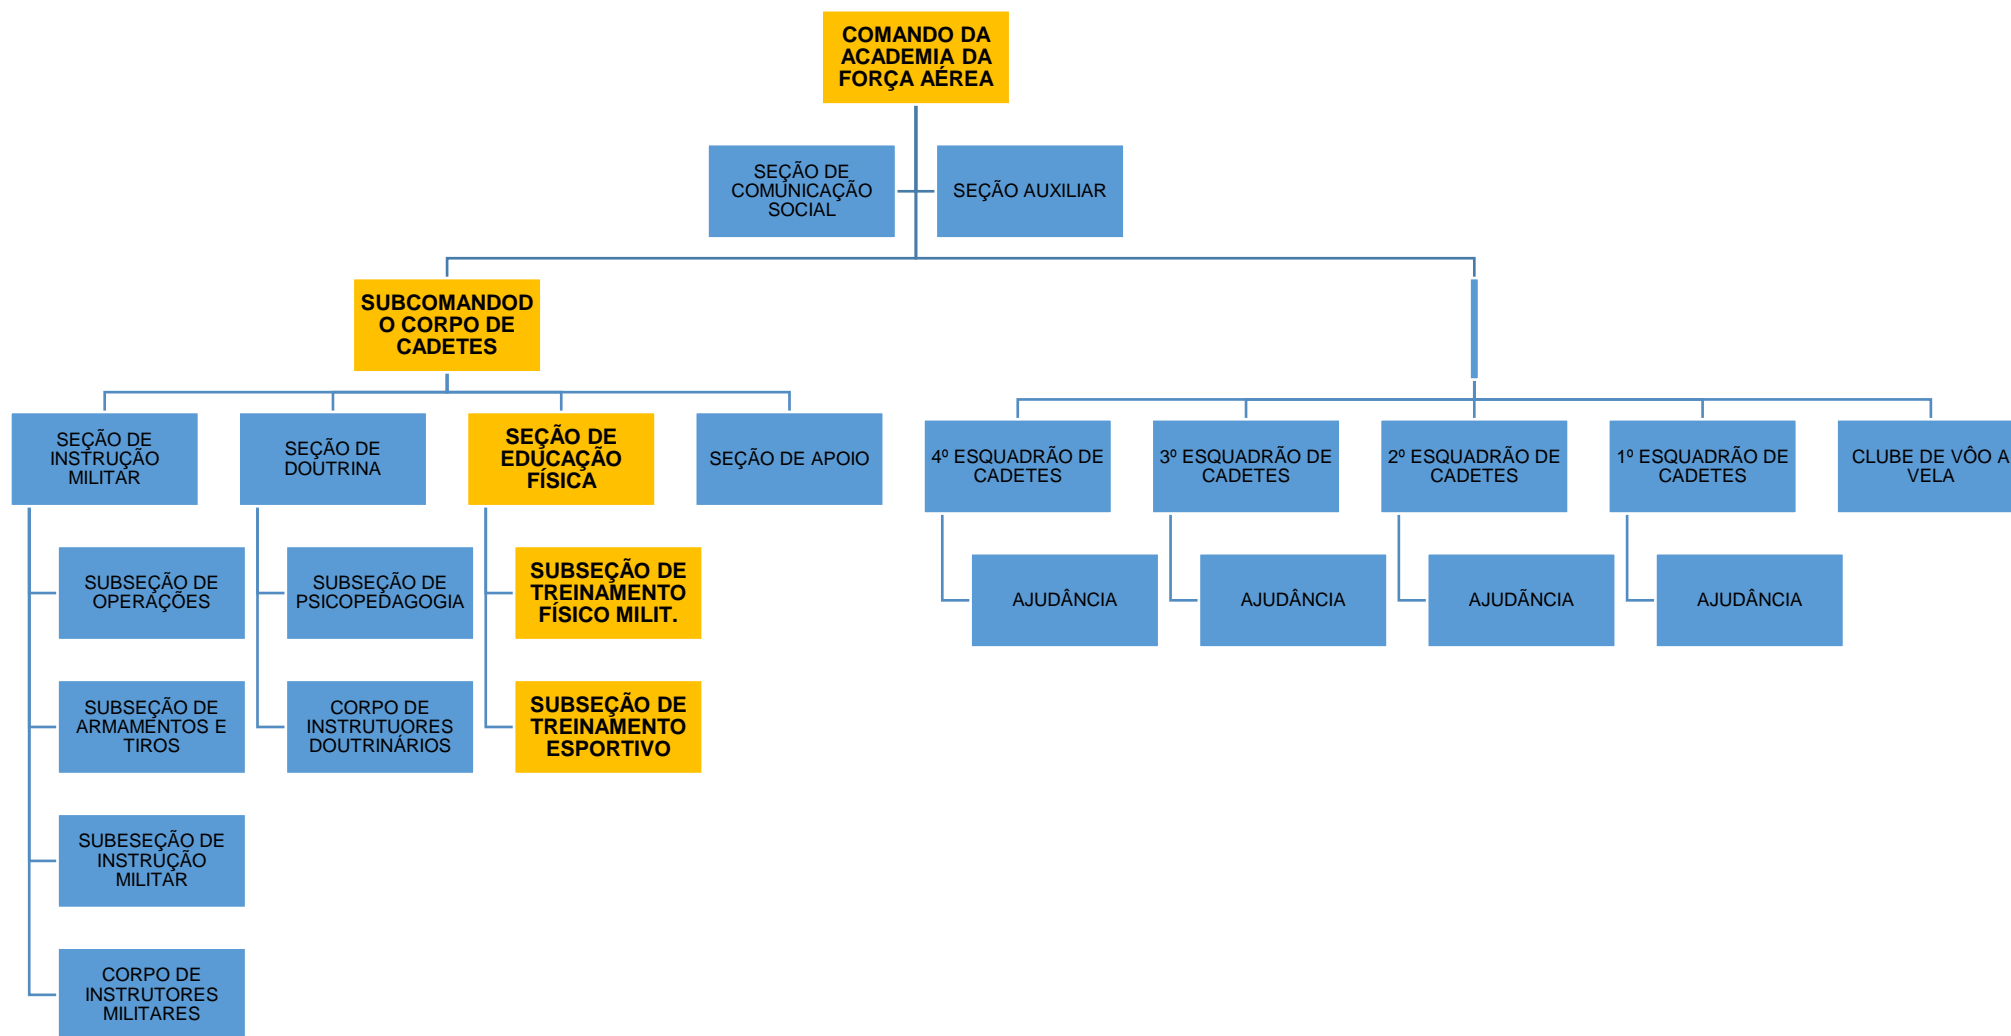 COMANDO DA
ACADEMIA DA
FORÇA AÉREA
SEÇÃO DE
COMUNICAÇÃO
SOCIAL
SEÇÃO AUXILIAR
SUBCOMANDOD
O CORPO DE
CADETES
SEÇÃO DE
INSTRUÇÃO
MILITAR
SEÇÃO DE
DOUTRINA
SEÇÃO DE
EDUCAÇÃO
FÍSICA
SEÇÃO DE APOIO
4º ESQUADRÃO DE
CADETES
3º ESQUADRÃO DE
CADETES
2º ESQUADRÃO DE
CADETES
1º ESQUADRÃO DE
CADETES
CLUBE DE VÔO A
VELA
SUBSEÇÃO DE
OPERAÇÕES
SUBSEÇÃO DE
PSICOPEDAGOGIA
SUBSEÇÃO DE
TREINAMENTO
FÍSICO MILIT.
AJUDÂNCIA
AJUDÂNCIA
AJUDÃNCIA
AJUDÂNCIA
SUBSEÇÃO DE
ARMAMENTOS E
TIROS
CORPO DE
INSTRUTUORES
DOUTRINÁRIOS
SUBSEÇÃO DE
TREINAMENTO
ESPORTIVO
SUBESEÇÃO DE
INSTRUÇÃO
MILITAR
CORPO DE
INSTRUTORES
MILITARES